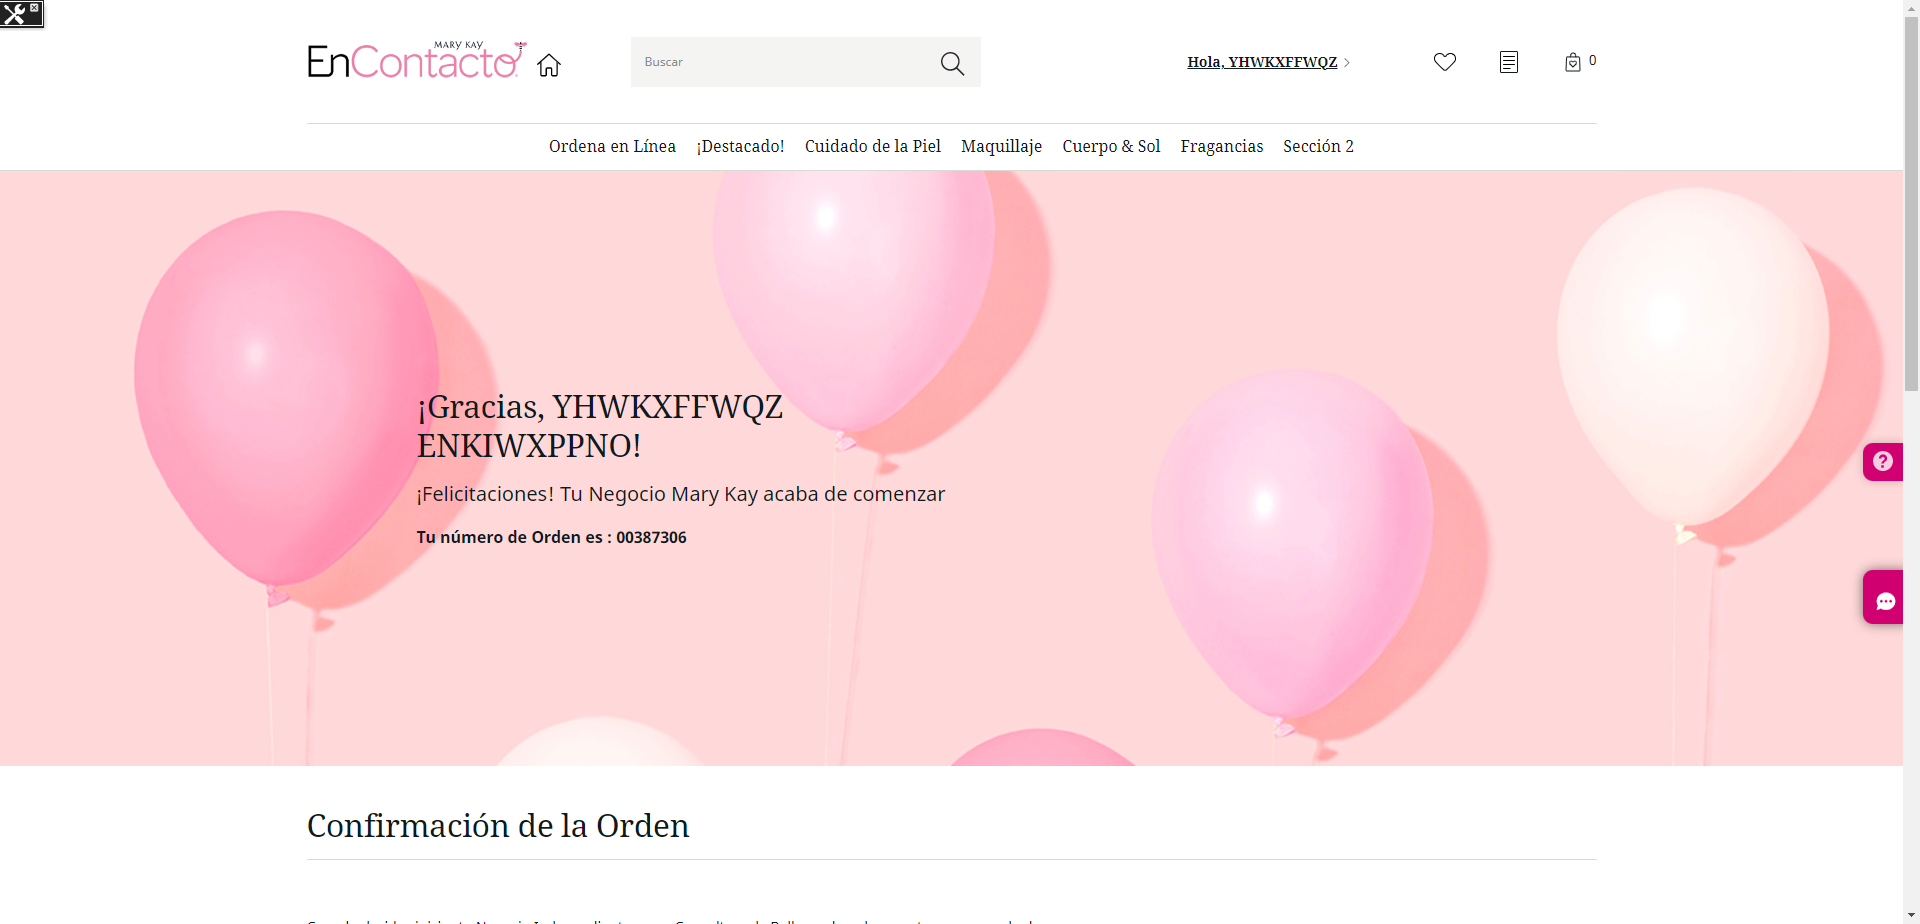 MARY KAY
EnContacto
Buscar
Hola, YHWKXFFWQZ
0
Ordena en Línea ¡Destacado! Cuidado de la Piel Maquillaje Cuerpo & Sol Fragancias Sección 2
¡Gracias, YHWKXFFWQZ
ENKIWXPPNO!
¡Felicitaciones! Tu Negocio Mary Kay acaba de comenzar
Tu número de Orden es : 00387306
Confirmación de la Orden